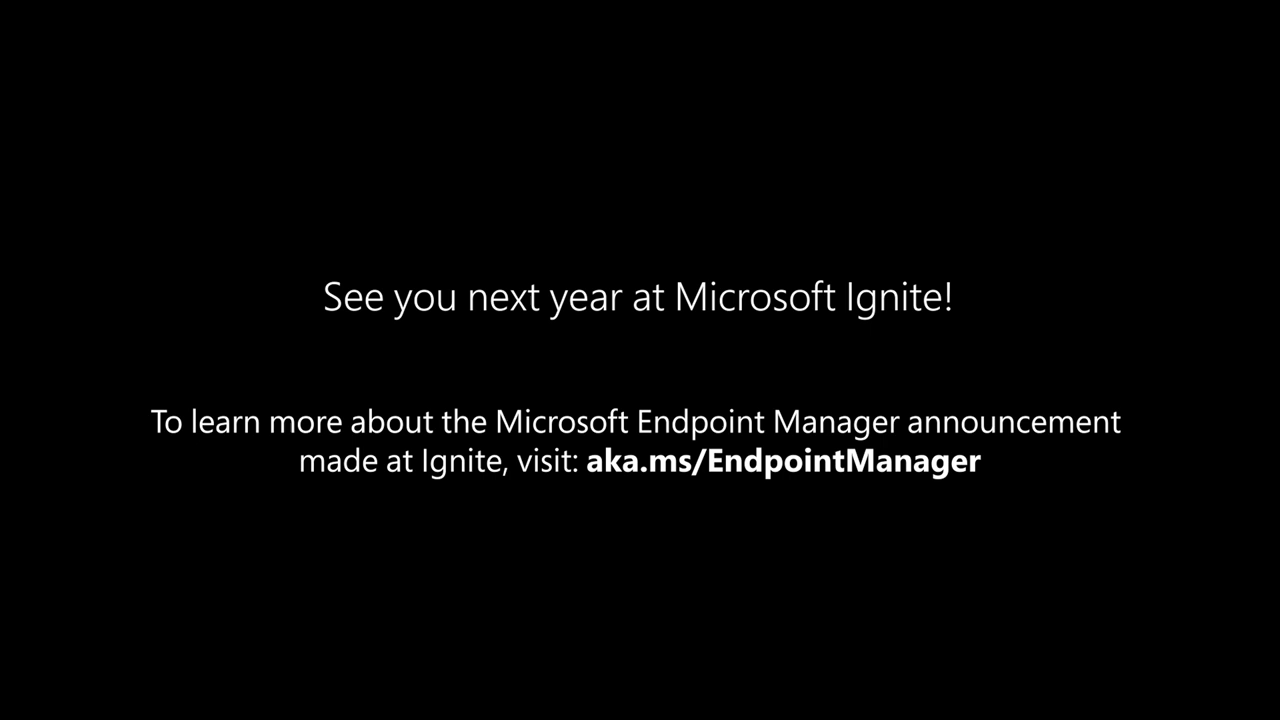 See you next year at Microsoft Ignite!
To learn more about the Microsoft Endpoint Manager announcement
made at Ignite, visit: aka.ms/EndpointManager